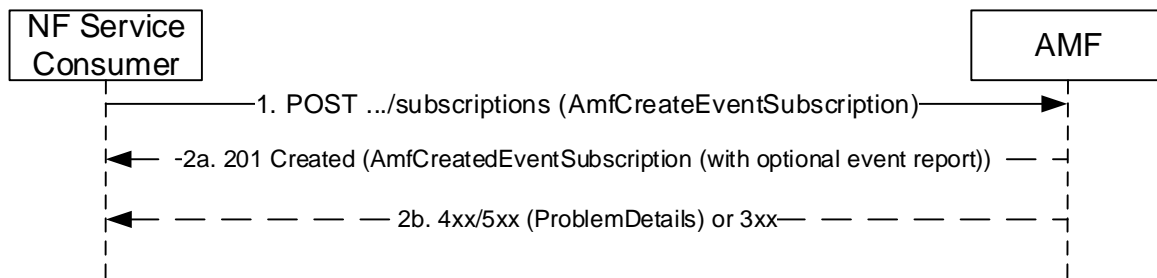 NF Service
Consumer
AMF
1. POST .../subscriptions (AmfCreateEventSubscription)
2a. 201 Created (AmfCreatedEventSubscription (with optional event report))
2b. 4xx/5xx (ProblemDetails) or 3xx